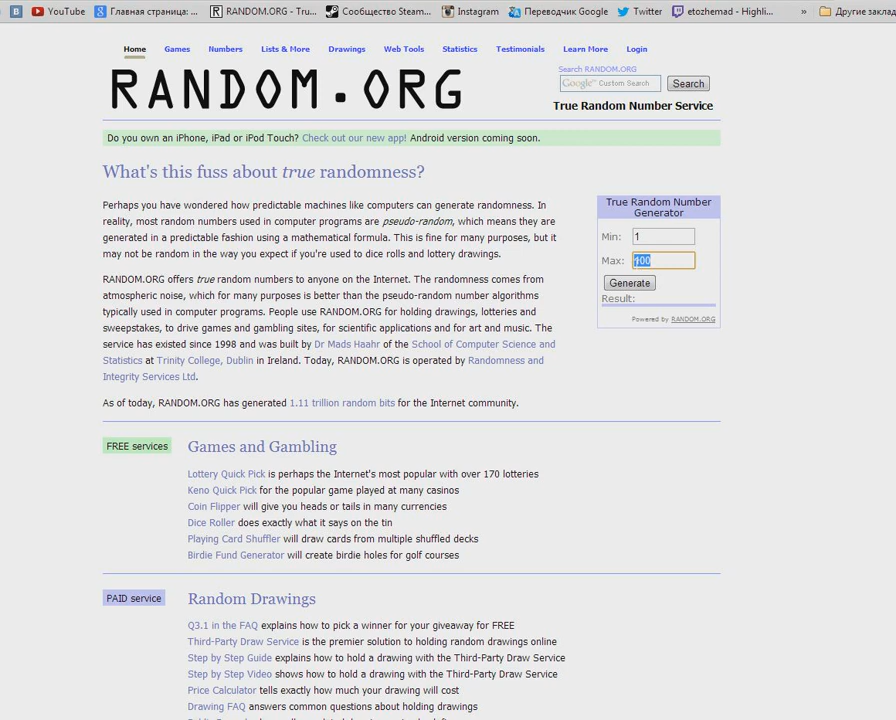 YouTube
Главная страница: ...
RANDOM.ORG - Tru...
Сообщество Steam...
Instagram
Переводчик Google
Twitter
etozhemad - Highli...
»
Другие заклад
Home Games Numbers Lists & More Drawings Web Tools Statistics Testimonials Learn More Login
Search RANDOM.ORG
Google™ Custom Search Search
RANDOM.ORG
True Random Number Service
Do you own an iPhone, iPad or iPod Touch? Check out our new app! Android version coming soon.
What's this fuss about true randomness?
Perhaps you have wondered how predictable machines like computers can generate randomness. In
reality, most random numbers used in computer programs are pseudo-random, which means they are
generated in a predictable fashion using a mathematical formula. This is fine for many purposes, but it
may not be random in the way you expect if you're used to dice rolls and lottery drawings.
RANDOM.ORG offers true random numbers to anyone on the Internet. The randomness comes from
atmospheric noise, which for many purposes is better than the pseudo-random number algorithms
typically used in computer programs. People use RANDOM.ORG for holding drawings, lotteries and
sweepstakes, to drive games and gambling sites, for scientific applications and for art and music. The
service has existed since 1998 and was built by Dr Mads Haahr of the School of Computer Science and
Statistics at Trinity College, Dublin in Ireland. Today, RANDOM.ORG is operated by Randomness and
Integrity Services Ltd.
As of today, RANDOM.ORG has generated 1.11 trillion random bits for the Internet community.
True Random Number
Generator
Min: 1
Max: 100
Generate
Result:
Powered by RANDOM.ORG
FREE services
Games and Gambling
Lottery Quick Pick is perhaps the Internet's most popular with over 170 lotteries
Keno Quick Pick for the popular game played at many casinos
Coin Flipper will give you heads or tails in many currencies
Dice Roller does exactly what it says on the tin
Playing Card Shuffler will draw cards from multiple shuffled decks
Birdie Fund Generator will create birdie holes for golf courses
PAID service
Random Drawings
Q3.1 in the FAQ explains how to pick a winner for your giveaway for FREE
Third-Party Draw Service is the premier solution to holding random drawings online
Step by Step Guide explains how to hold a drawing with the Third-Party Draw Service
Step by Step Video shows how to hold a drawing with the Third-Party Draw Service
Price Calculator tells exactly how much your drawing will cost
Drawing FAQ answers common questions about holding drawings